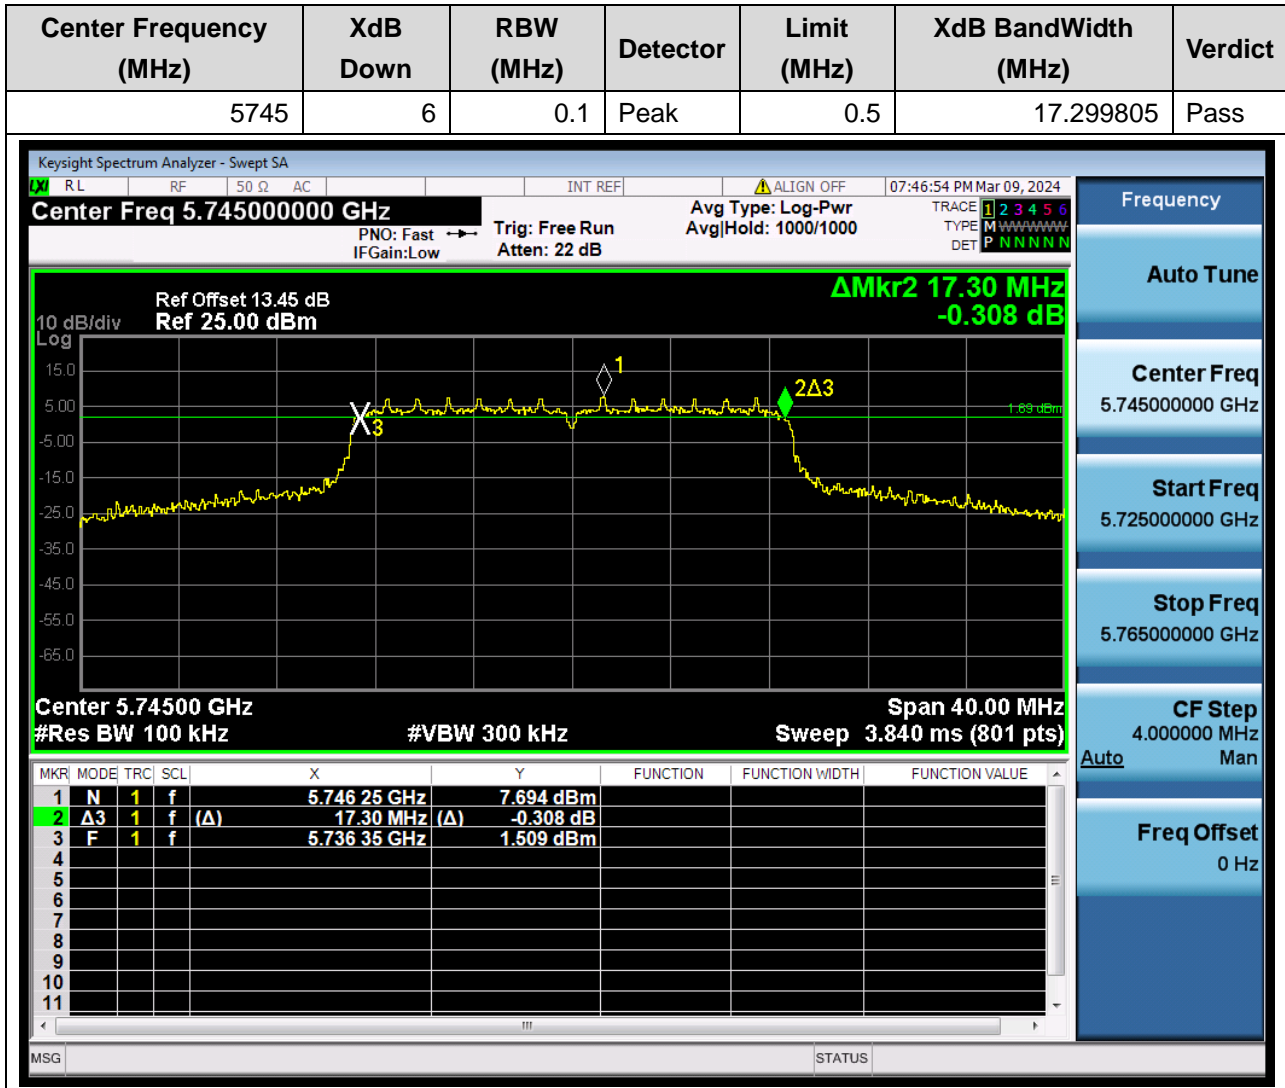 Center Frequency (MHz) XdB Down RBW (MHz) Detector Limit (MHz) XdB BandWidth (MHz) Verdict
5745 6 0.1 Peak 0.5 17.299805 Pass
Keysight Spectrum Analyzer - Swept SA
LXI RL RF 50 Ω AC INT REF ALIGN OFF 07:46:54 PM Mar 09, 2024
Center Freq 5.745000000 GHz
PNO: Fast
IFGain:Low
Trig: Free Run
Atten: 22 dB
Avg Type: Log-Pwr
Avg|Hold: 1000/1000
TRACE 1 2 3 4 5 6
TYPE M W W W W W
DET P N N N N N
ΔMkr2 17.30 MHz
-0.308 dB
Ref Offset 13.45 dB
10 dB/div Ref 25.00 dBm
Log
15.0
5.00
-5.00
-15.0
-25.0
-35.0
-45.0
-55.0
-65.0
1
2Δ3
3
1.69 dBm
Center 5.74500 GHz Span 40.00 MHz
#Res BW 100 kHz #VBW 300 kHz Sweep 3.840 ms (801 pts)
MKR MODE TRC SCL X Y FUNCTION FUNCTION WIDTH FUNCTION VALUE
1 N 1 f 5.746 25 GHz 7.694 dBm
2 Δ3 1 f (Δ) 17.30 MHz (Δ) -0.308 dB
3 F 1 f 5.736 35 GHz 1.509 dBm
4
5
6
7
8
9
10
11
MSG STATUS
Frequency
Auto Tune
Center Freq
5.745000000 GHz
Start Freq
5.725000000 GHz
Stop Freq
5.765000000 GHz
CF Step
4.000000 MHz
Auto Man
Freq Offset
0 Hz